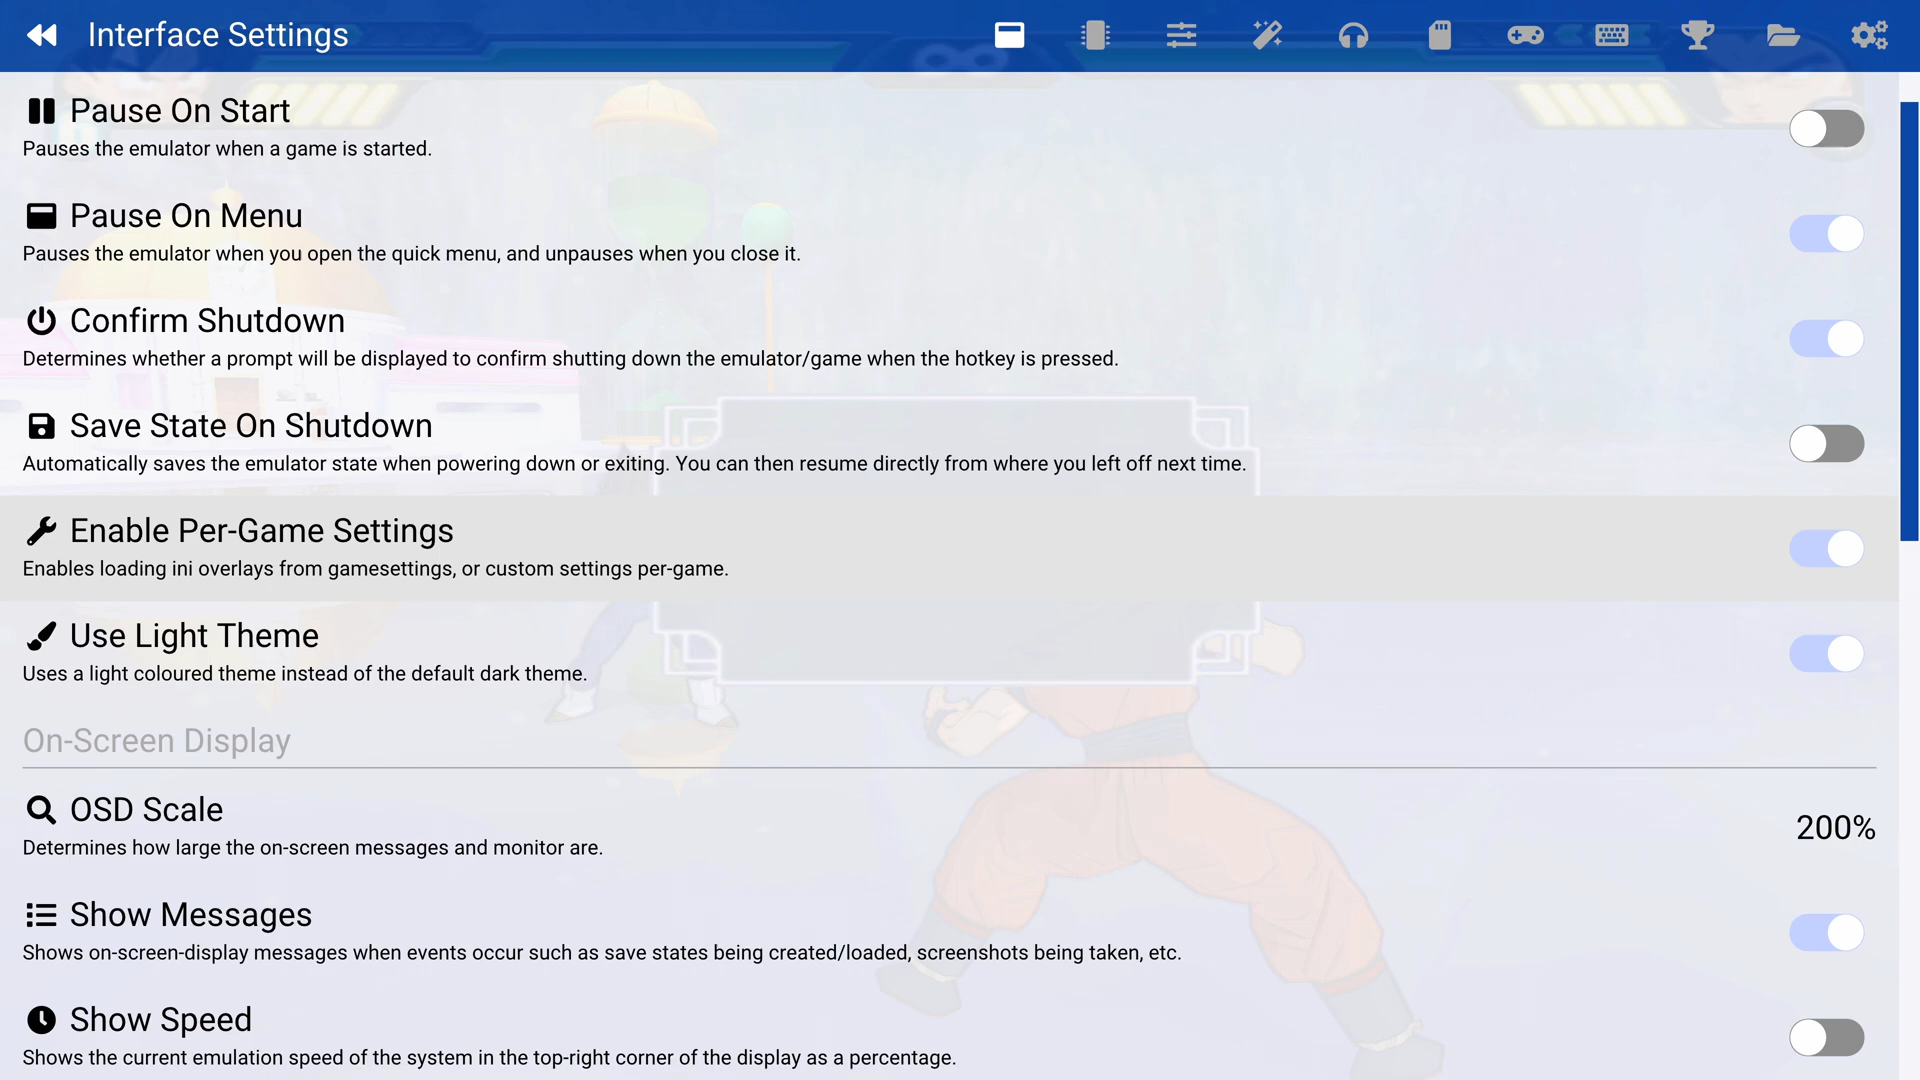 Interface Settings
Pause On Start
Pauses the emulator when a game is started.
Pause On Menu
Pauses the emulator when you open the quick menu, and unpauses when you close it.
Confirm Shutdown
Determines whether a prompt will be displayed to confirm shutting down the emulator/game when the hotkey is pressed.
Save State On Shutdown
Automatically saves the emulator state when powering down or exiting. You can then resume directly from where you left off next time.
Enable Per-Game Settings
Enables loading ini overlays from gamesettings, or custom settings per-game.
Use Light Theme
Uses a light coloured theme instead of the default dark theme.
On-Screen Display
OSD Scale
200%
Determines how large the on-screen messages and monitor are.
Show Messages
Shows on-screen-display messages when events occur such as save states being created/loaded, screenshots being taken, etc.
Show Speed
Shows the current emulation speed of the system in the top-right corner of the display as a percentage.